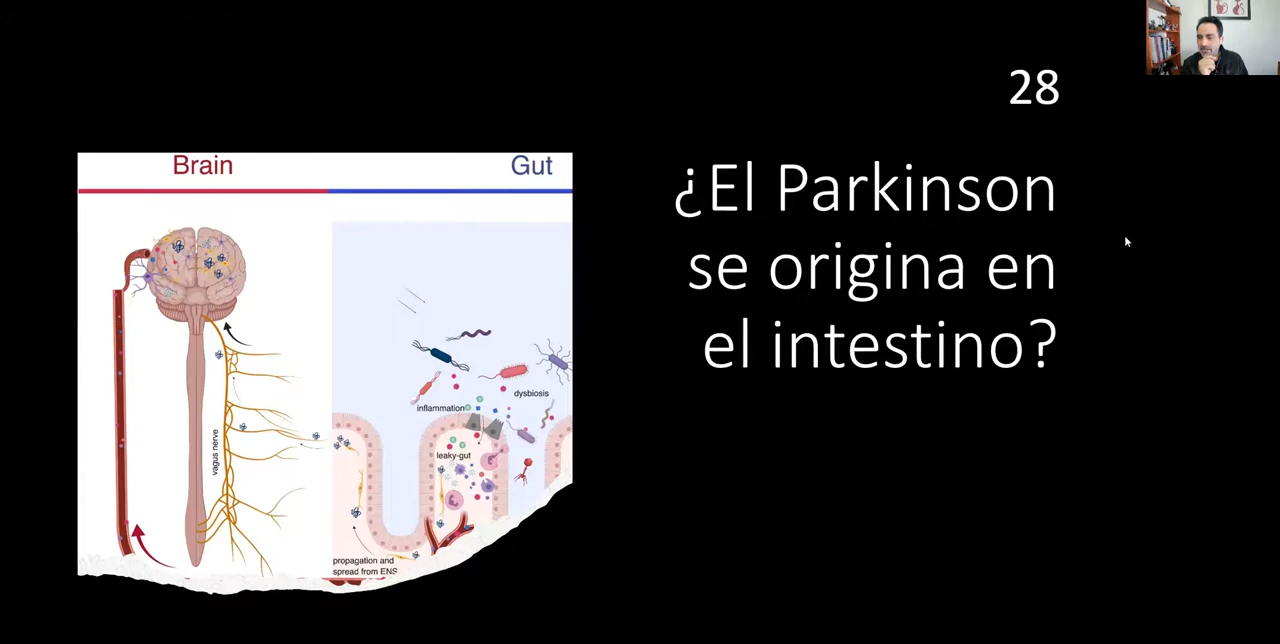 28
¿El Parkinson
se origina en
el intestino?
Brain
Gut
vagus nerve
inflammation
dysbiosis
leaky-gut
propagation and
spread from ENS